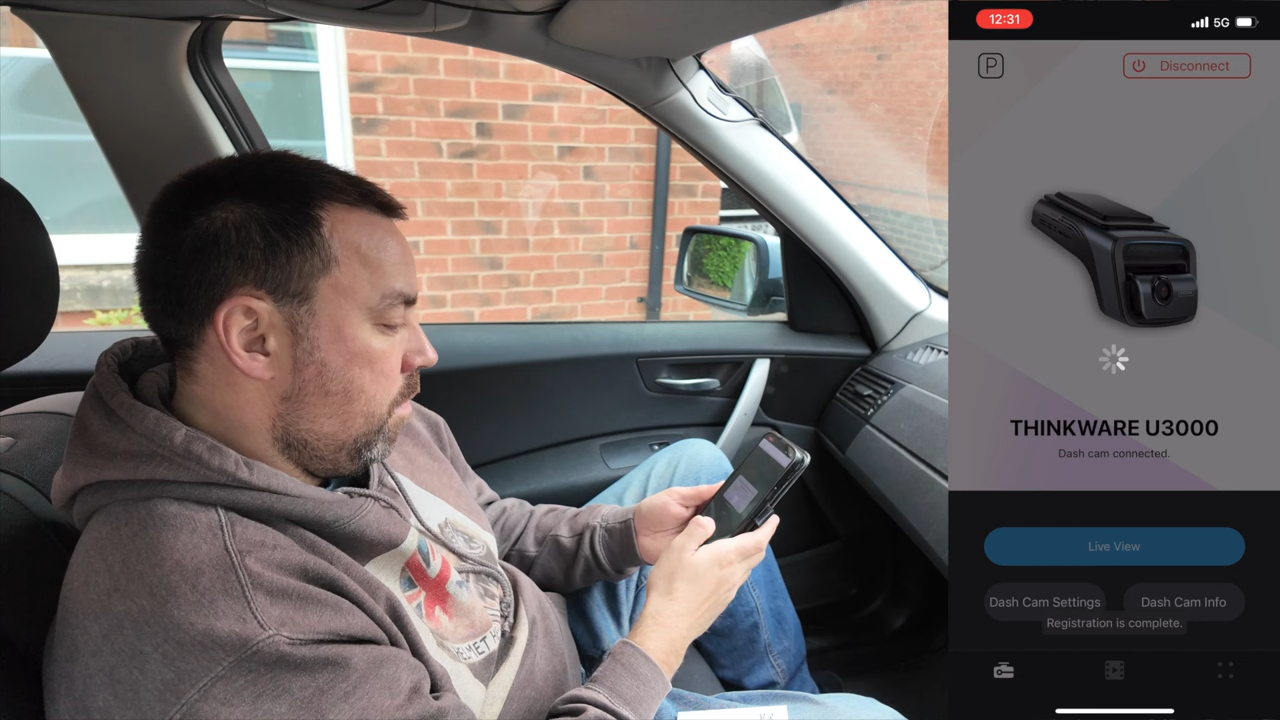 12:31
5G
P
Disconnect
THINKWARE U3000
Dash cam connected.
Live View
Dash Cam Settings
Dash Cam Info
Registration is complete.
HELMET